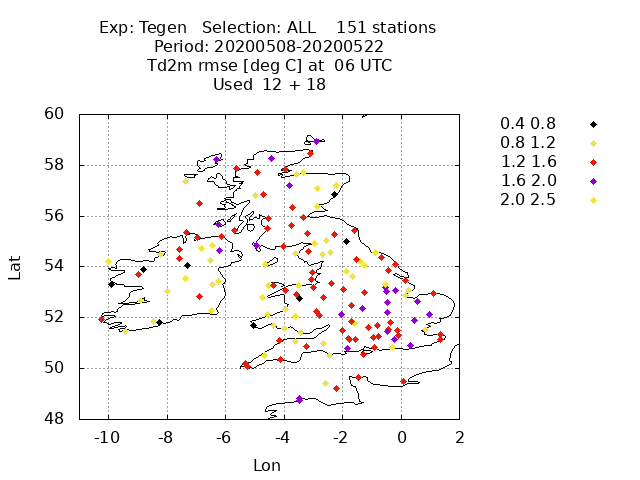 Exp: Tegen   Selection: ALL    151 stations
Period: 20200508-20200522
Td2m rmse [deg C] at  06 UTC
Used  12 + 18
60
58
56
54
52
50
48
Lat
-10 -8 -6 -4 -2 0 2
Lon
0.4 0.8
0.8 1.2
1.2 1.6
1.6 2.0
2.0 2.5